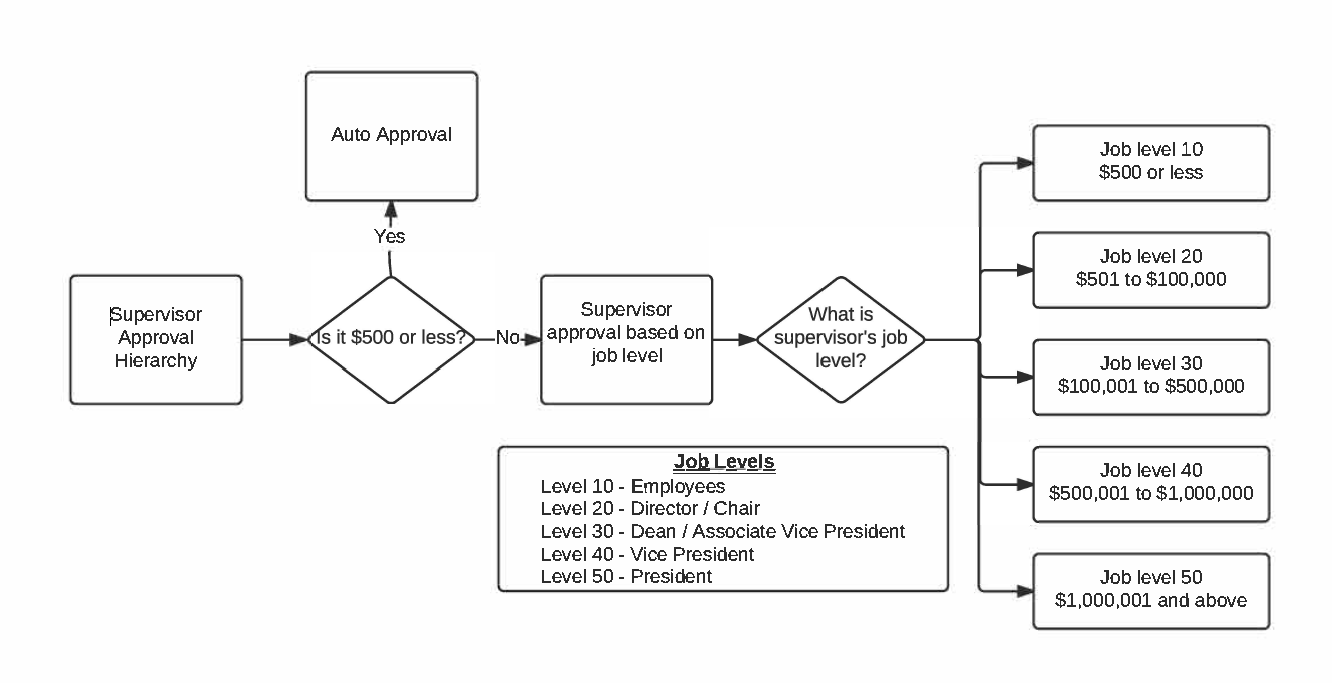 Auto Approval
Yes
Supervisor
Approval
Hierarchy
Is it $500 or less?
No
Supervisor
approval based on
job level
What is
supervisor's job
level?
Job level 10
$500 or less
Job level 20
$501 to $100,000
Job level 30
$100,001 to $500,000
Job level 40
$500,001 to $1,000,000
Job level 50
$1,000,001 and above
Job Levels
Level 10 - Employees
Level 20 - Director / Chair
Level 30 - Dean / Associate Vice President
Level 40 - Vice President
Level 50 - President